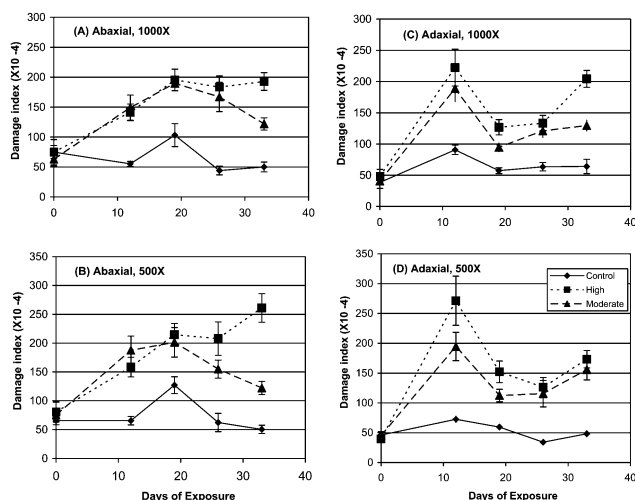 (A) Abaxial, 1000X
Damage index (X10 -4)
300
250
200
150
100
50
0
0 10 20 30 40
(C) Adaxial, 1000X
Damage index (X10 -4)
300
250
200
150
100
50
0
0 10 20 30 40
(B) Abaxial, 500X
Damage index (X10 -4)
350
300
250
200
150
100
50
0
0 10 20 30 40
Days of Exposure
(D) Adaxial, 500X
Damage index (X10 -4)
350
300
250
200
150
100
50
0
0 10 20 30 40
Days of Exposure
Control
High
Moderate